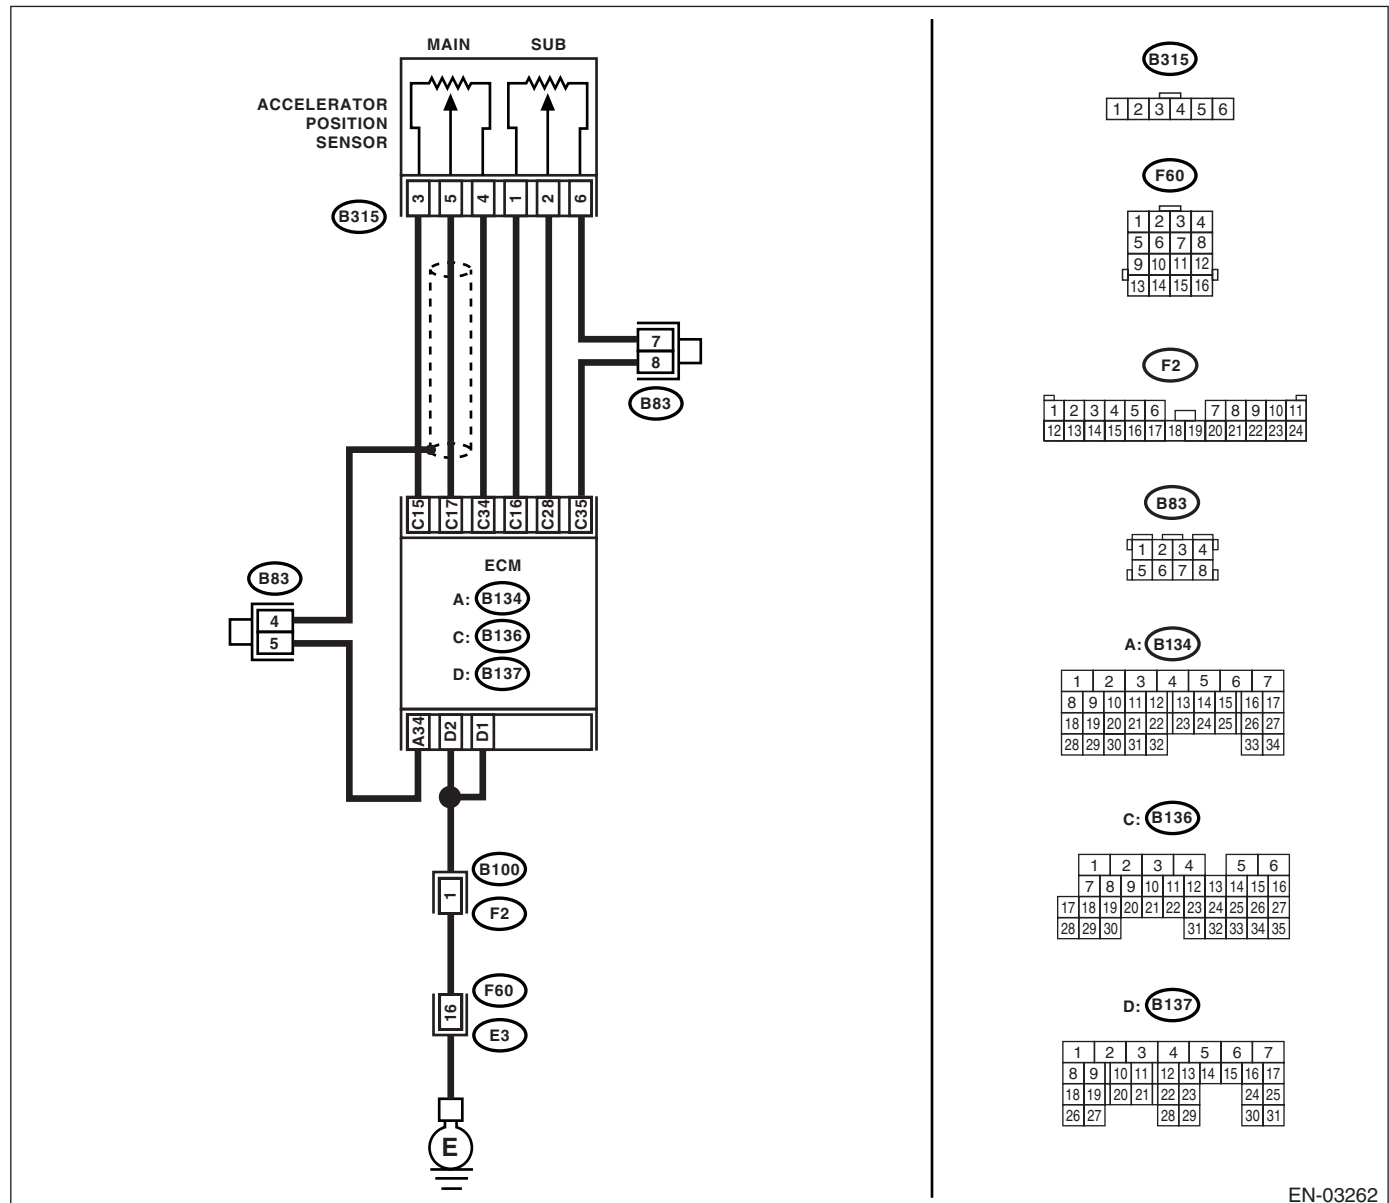 MAIN SUB
ACCELERATOR
POSITION
SENSOR
3 5 4 1 2 6
B315
7
8
B83
C15 C17 C34 C16 C28 C35
ECM
A: B134
C: B136
D: B137
B83
4
5
A34 D2 D1
B100
1
F2
F60
16
E3
E
B315
1 2 3 4 5 6
F60
1 2 3 4
5 6 7 8
9 10 11 12
13 14 15 16
F2
1 2 3 4 5 6 7 8 9 10 11
12 13 14 15 16 17 18 19 20 21 22 23 24
B83
1 2 3 4
5 6 7 8
A: B134
1 2 3 4 5 6 7
8 9 10 11 12 13 14 15 16 17
18 19 20 21 22 23 24 25 26 27
28 29 30 31 32 33 34
C: B136
1 2 3 4 5 6
7 8 9 10 11 12 13 14 15 16
17 18 19 20 21 22 23 24 25 26 27
28 29 30 31 32 33 34 35
D: B137
1 2 3 4 5 6 7
8 9 10 11 12 13 14 15 16 17
18 19 20 21 22 23 24 25
26 27 28 29 30 31
EN-03262